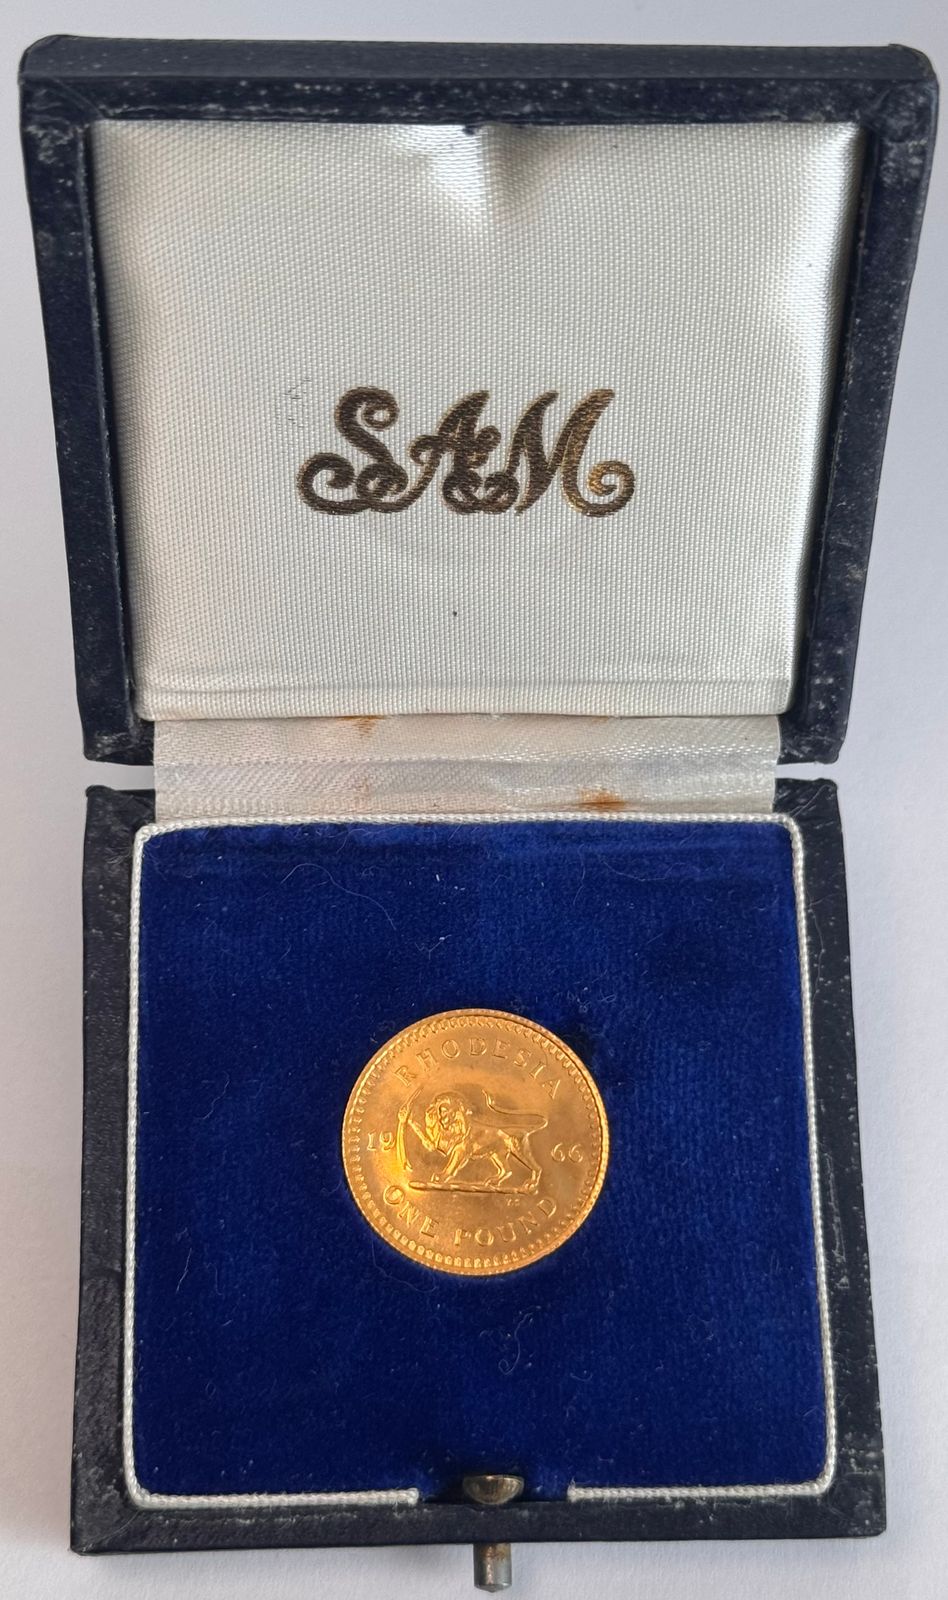 SAM
RHODESIA
19 66
ONE POUND